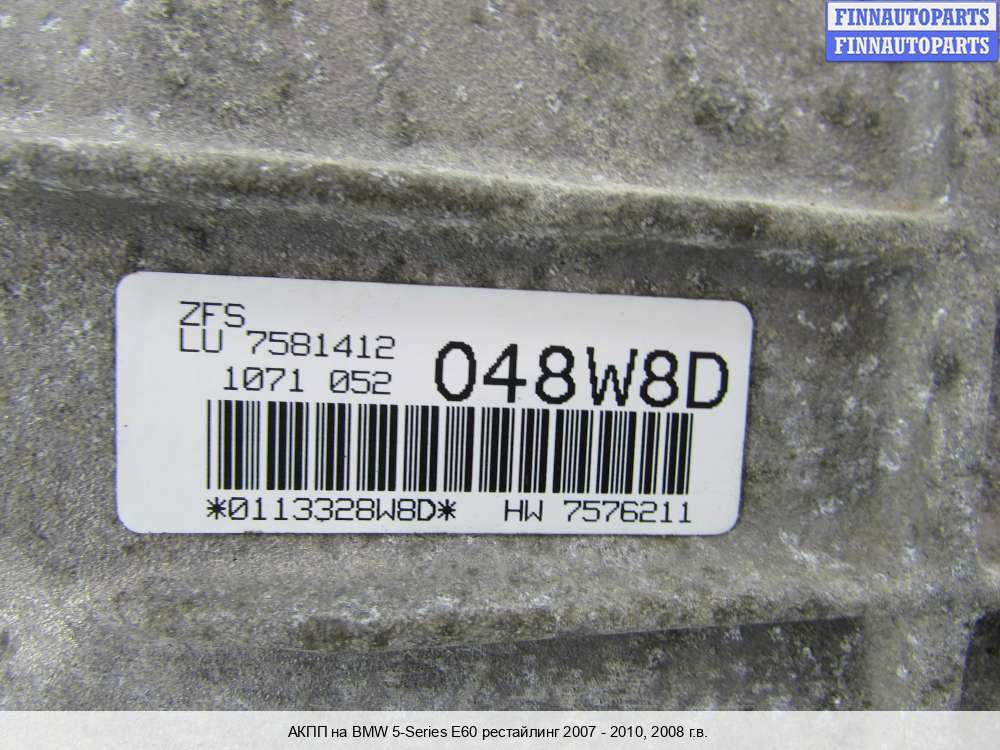 FINNAUTOPARTS
FINNAUTOPARTS
ZFS
LU 7581412
1071 052
048W8D
*0113328W8D* HW 7576211
АКПП на BMW 5-Series E60 рестайлинг 2007 - 2010, 2008 г.в.